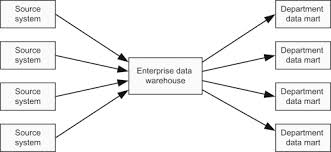 Source
system
Source
system
Source
system
Source
system
Enterprise data
warehouse
Department
data mart
Department
data mart
Department
data mart
Department
data mart